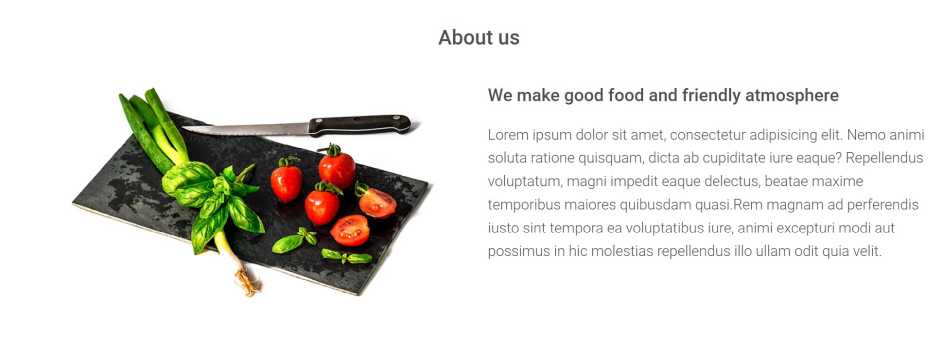 About us
We make good food and friendly atmosphere
Lorem ipsum dolor sit amet, consectetur adipisicing elit. Nemo animi
soluta ratione quisquam, dicta ab cupiditate iure eaque? Repellendus
voluptatum, magni impedit eaque delectus, beatae maxime
temporibus maiores quibusdam quasi.Rem magnam ad perferendis
iusto sint tempora ea voluptatibus iure, animi excepturi modi aut
possimus in hic molestias repellendus illo ullam odit quia velit.